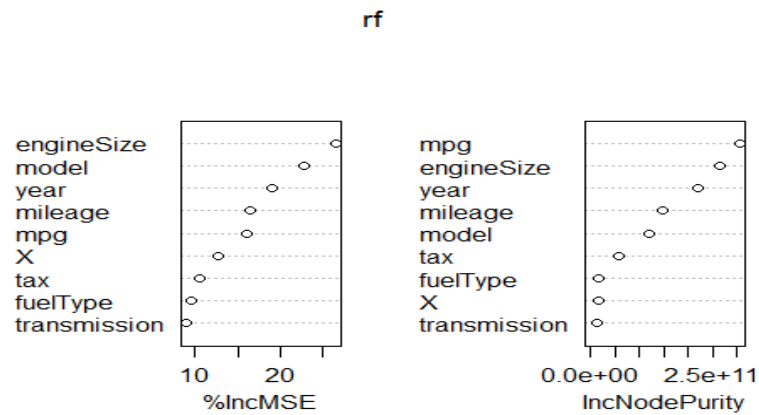 rf
engineSize
model
year
mileage
mpg
X
tax
fuelType
transmission
10 20
%IncMSE
mpg
engineSize
year
mileage
model
tax
fuelType
X
transmission
0.0e+00 2.5e+11
IncNodePurity